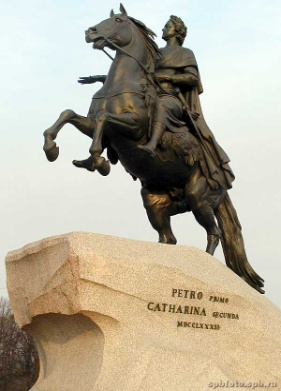 PETRO PRIMO
CATHARINA SECUNDA
MDCCLXXXII
spbfoto.spb.ru